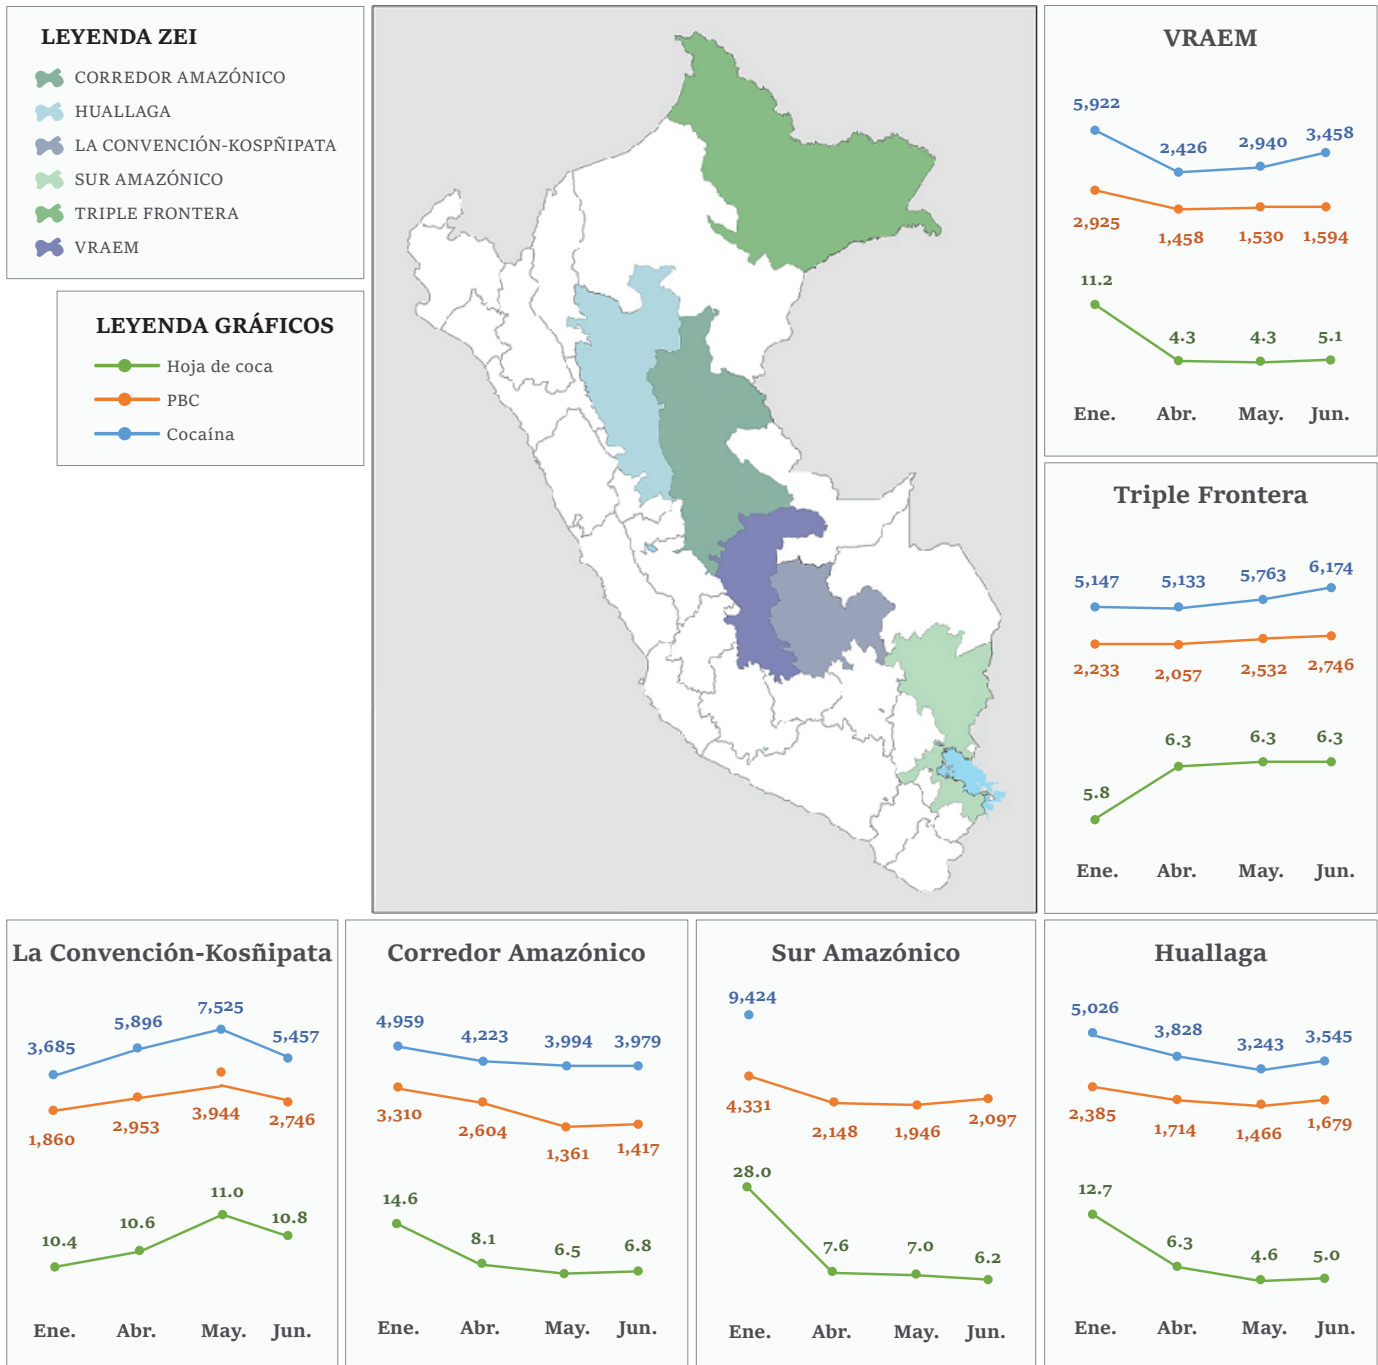 LEYENDA ZEI
CORREDOR AMAZÓNICO
HUALLAGA
LA CONVENCIÓN-KOSPÑIPATA
SUR AMAZÓNICO
TRIPLE FRONTERA
VRAEM
LEYENDA GRÁFICOS
Hoja de coca
PBC
Cocaína
VRAEM
5,922 2,426 2,940 3,458
2,925 1,458 1,530 1,594
11.2 4.3 4.3 5.1
Ene. Abr. May. Jun.
Triple Frontera
5,147 5,133 5,763 6,174
2,233 2,057 2,532 2,746
5.8 6.3 6.3 6.3
Ene. Abr. May. Jun.
La Convención-Kosñipata
3,685 5,896 7,525 5,457
1,860 2,953 3,944 2,746
10.4 10.6 11.0 10.8
Ene. Abr. May. Jun.
Corredor Amazónico
4,959 4,223 3,994 3,979
3,310 2,604 1,361 1,417
14.6 8.1 6.5 6.8
Ene. Abr. May. Jun.
Sur Amazónico
9,424
4,331 2,148 1,946 2,097
28.0 7.6 7.0 6.2
Ene. Abr. May. Jun.
Huallaga
5,026 3,828 3,243 3,545
2,385 1,714 1,466 1,679
12.7 6.3 4.6 5.0
Ene. Abr. May. Jun.